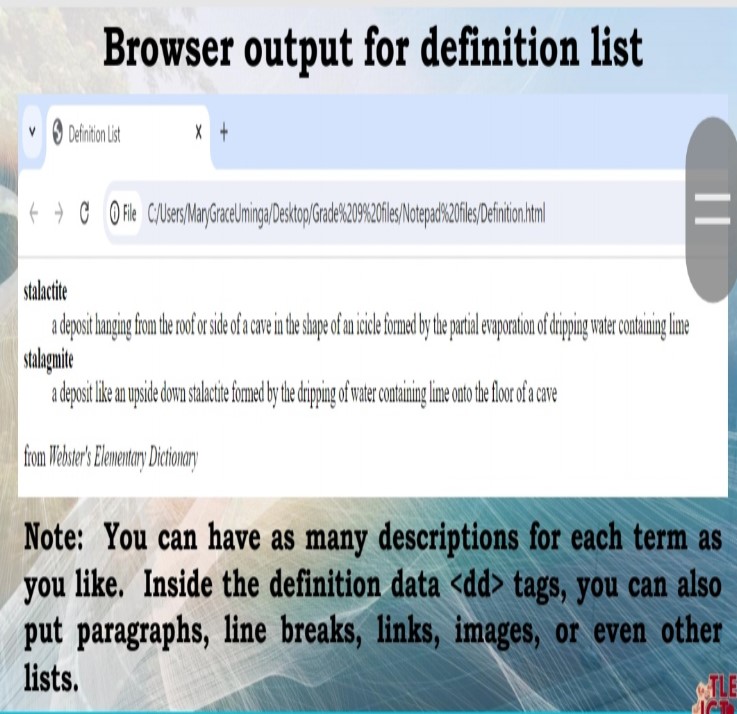 Browser output for definition list
Definition List X +
File C:/Users/MaryGraceUminga/Desktop/Grade%209%20files/Notepad%20files/Definition.html
stalactite
a deposit hanging from the roof or side of a cave in the shape of an icicle formed by the partial evaporation of dripping water containing lime
stalagmite
a deposit like an upside down stalactite formed by the dripping of water containing lime onto the floor of a cave
from Webster's Elementary Dictionary
Note: You can have as many descriptions for each term as
you like. Inside the definition data <dd> tags, you can also
put paragraphs, line breaks, links, images, or even other
lists.
TLE
ICT